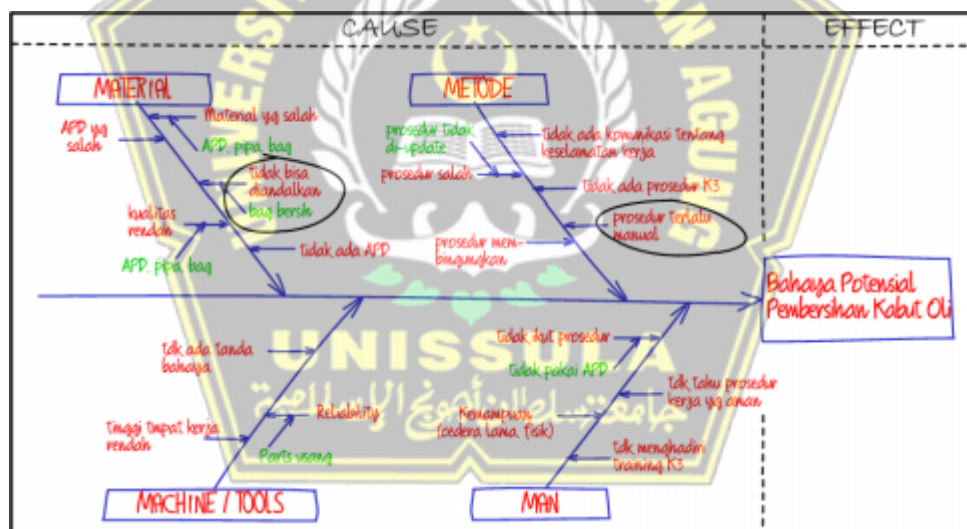 CAUSE
EFFECT
MATERIAL
Material yg salah
APD yg
salah
APD, pipa, bag
tidak bisa
diandalkan
bag bersih
kualitas
rendah
APD, pipa, bag
tidak ada APD
METODE
prosedur tidak
di-update
tidak ada komunikasi tentang
keselamatan kerja
prosedur salah
tidak ada prosedur K3
prosedur terlalu
manual
prosedur mem-
bingungkan
Bahaya Potensial
Pembersihan Kabut Oli
tdk ada tanda
bahaya
Reliability
tinggi tmpat kerja
rendah
Parts usang
MACHINE / TOOLS
tidak ikut prosedur
tidak pakai APD
tdk tahu prosedur
kerja yg aman
Kemampuan
(cedera lama, fisik)
tdk menghadiri
training K3
MAN
UNISSULA